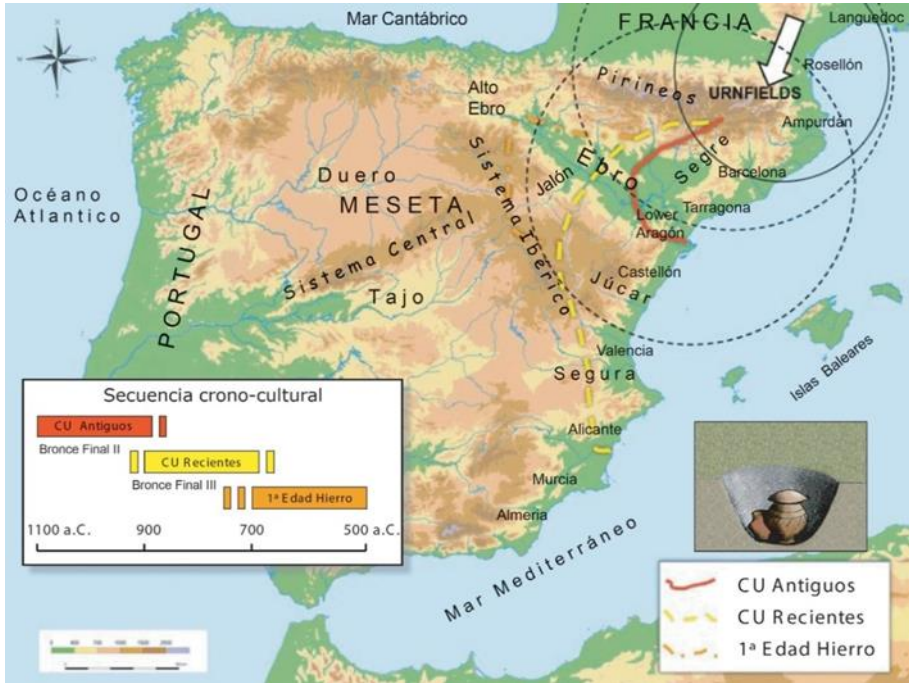 Mar Cantábrico
FRANCIA
Languedoc
Rosellón
Pirineos
URNFIELDS
Alto
Ebro
Ampurdán
Ebro
Segre
Barcelona
Duero
Jalón
Océano
Atlantico
MESETA
Tarragona
Lower
Aragón
PORTUGAL
Sistema Central
Sistema Ibérico
Castellón
Júcar
Tajo
Islas Baleares
Valencia
Segura
Alicante
Murcia
Almeria
Mar Mediterráneo
Secuencia crono-cultural
CU Antiguos
Bronce Final II
CU Recientes
Bronce Final III
1ª Edad Hierro
1100 a.C.
900
700
500 a.C.
CU Antiguos
CU Recientes
1ª Edad Hierro